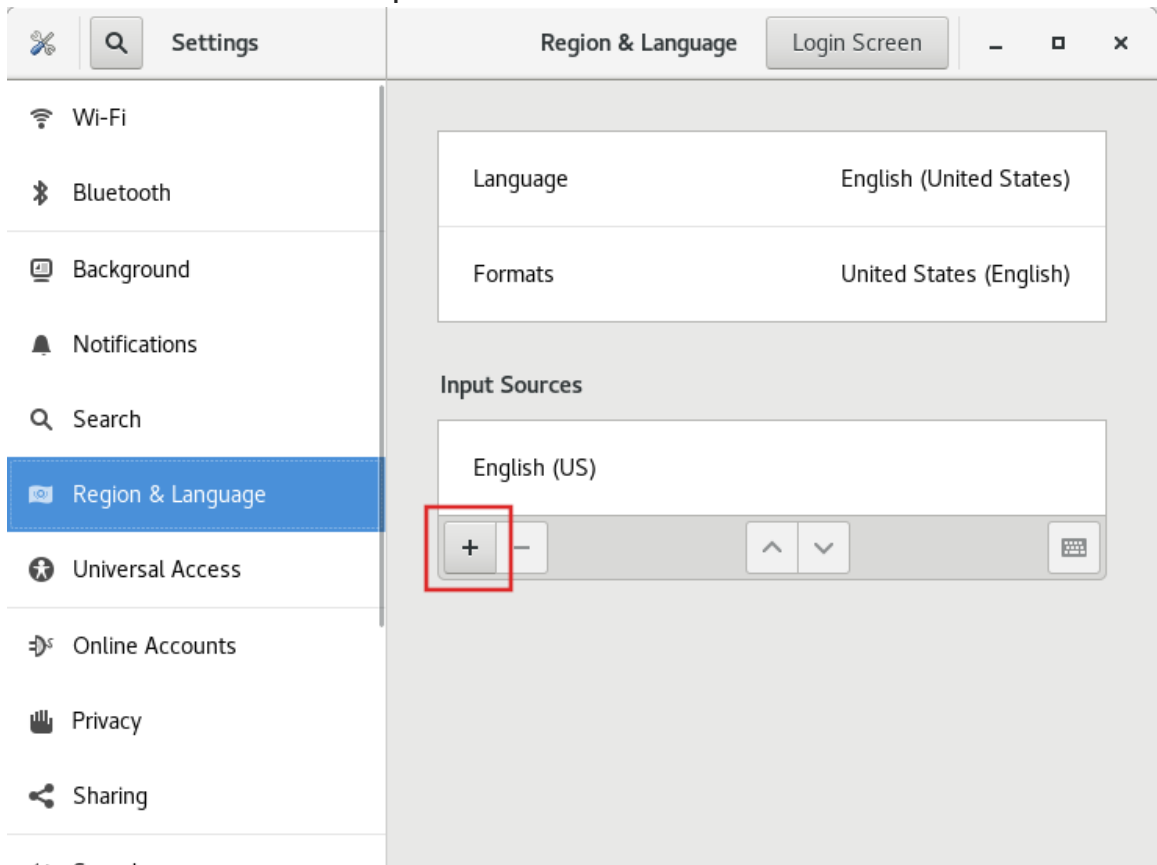 Settings
Region & Language
Login Screen
Wi-Fi
Bluetooth
Background
Notifications
Search
Region & Language
Universal Access
Online Accounts
Privacy
Sharing
Language
English (United States)
Formats
United States (English)
Input Sources
English (US)